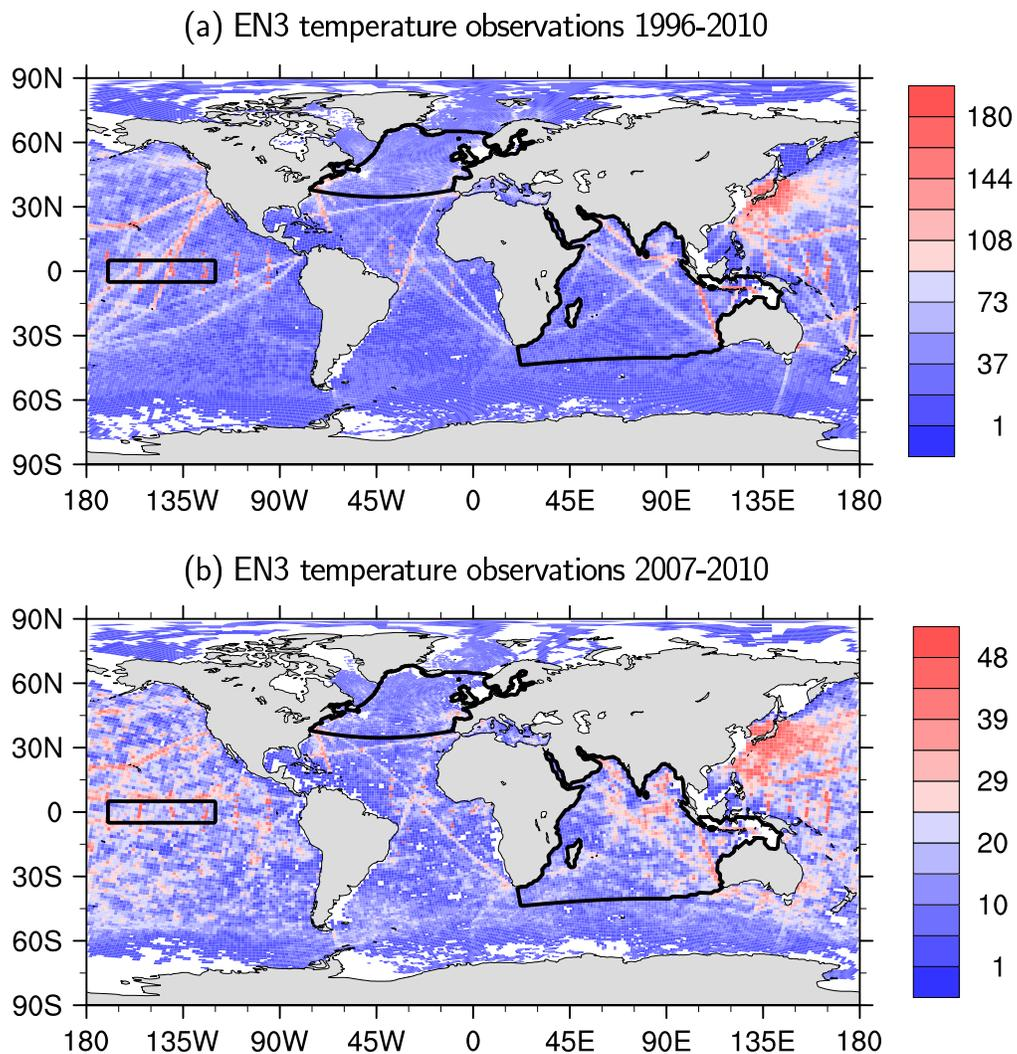 (a) EN3 temperature observations 1996-2010
90N
60N
30N
0
30S
60S
90S
180 135W 90W 45W 0 45E 90E 135E 180
180
144
108
73
37
1
(b) EN3 temperature observations 2007-2010
90N
60N
30N
0
30S
60S
90S
180 135W 90W 45W 0 45E 90E 135E 180
48
39
29
20
10
1